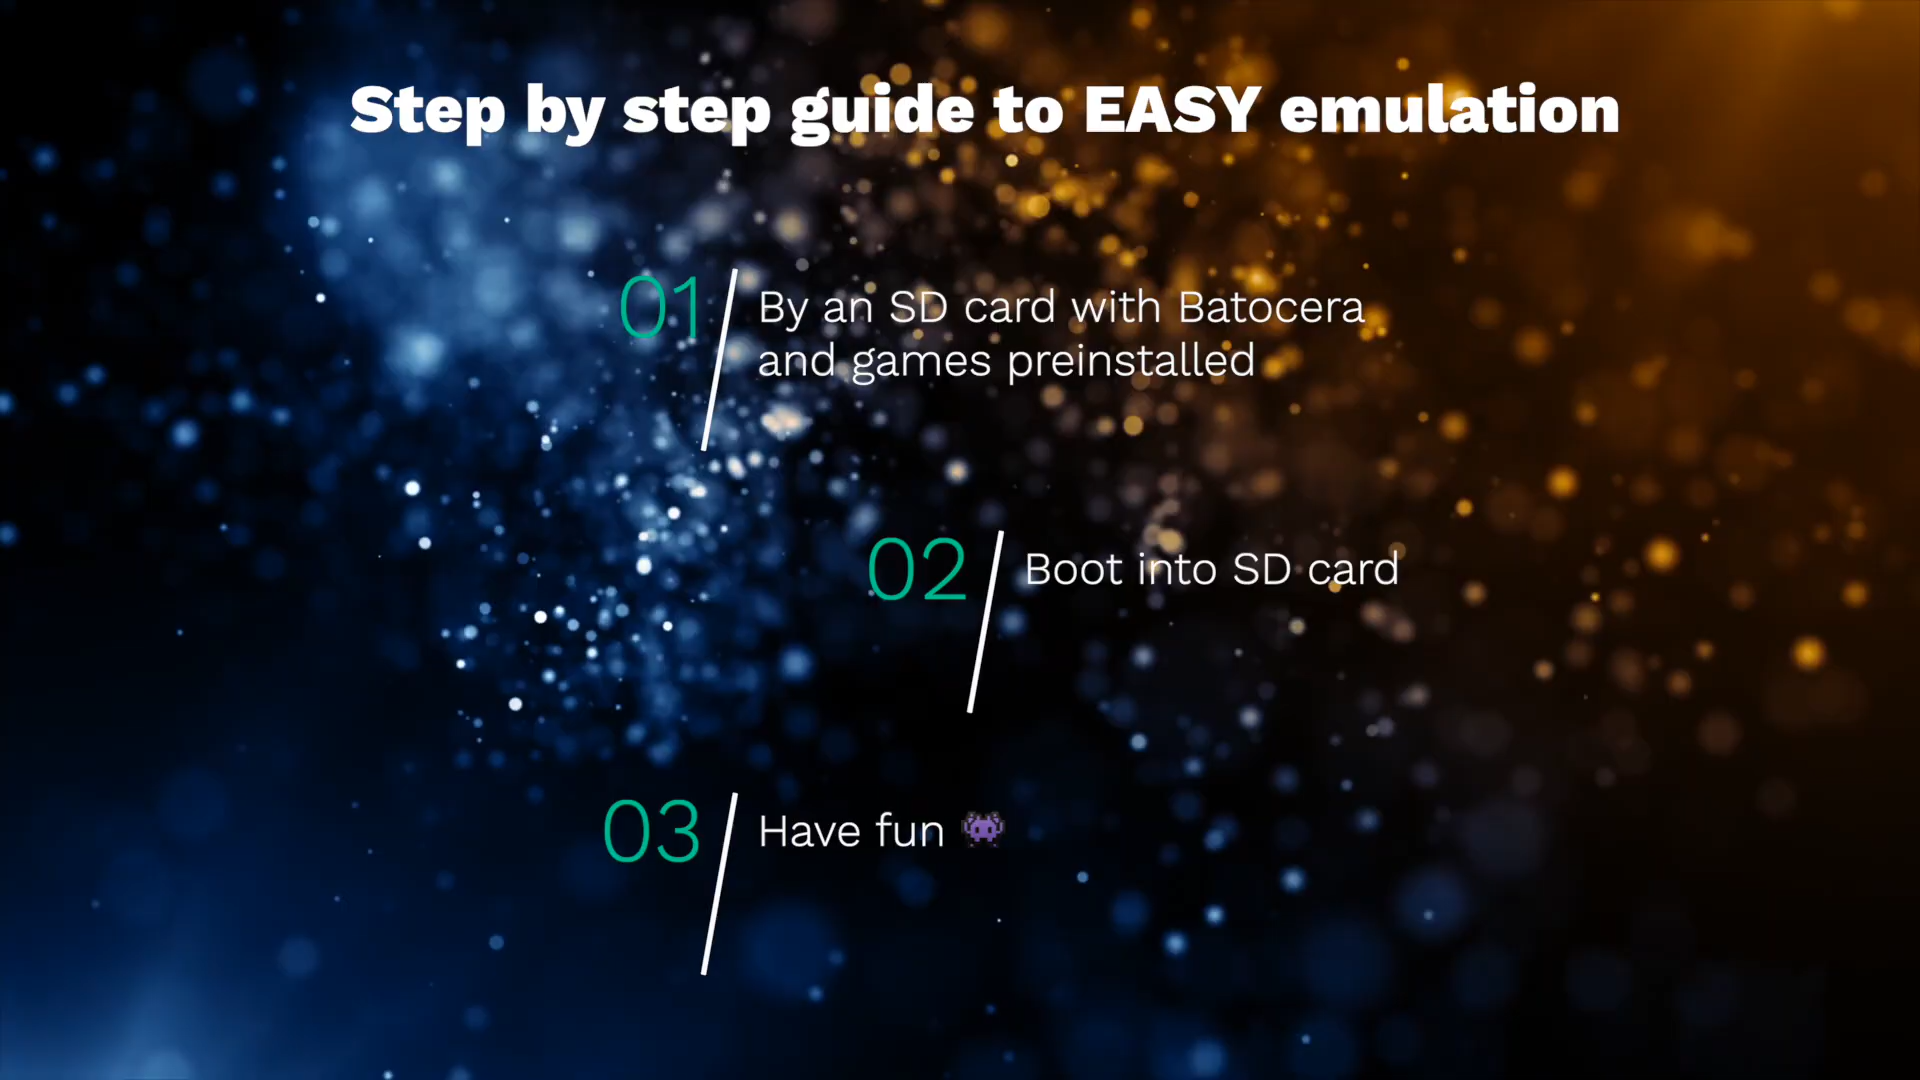 Step by step guide to EASY emulation
01
By an SD card with Batocera
and games preinstalled
02
Boot into SD card
03
Have fun 👾